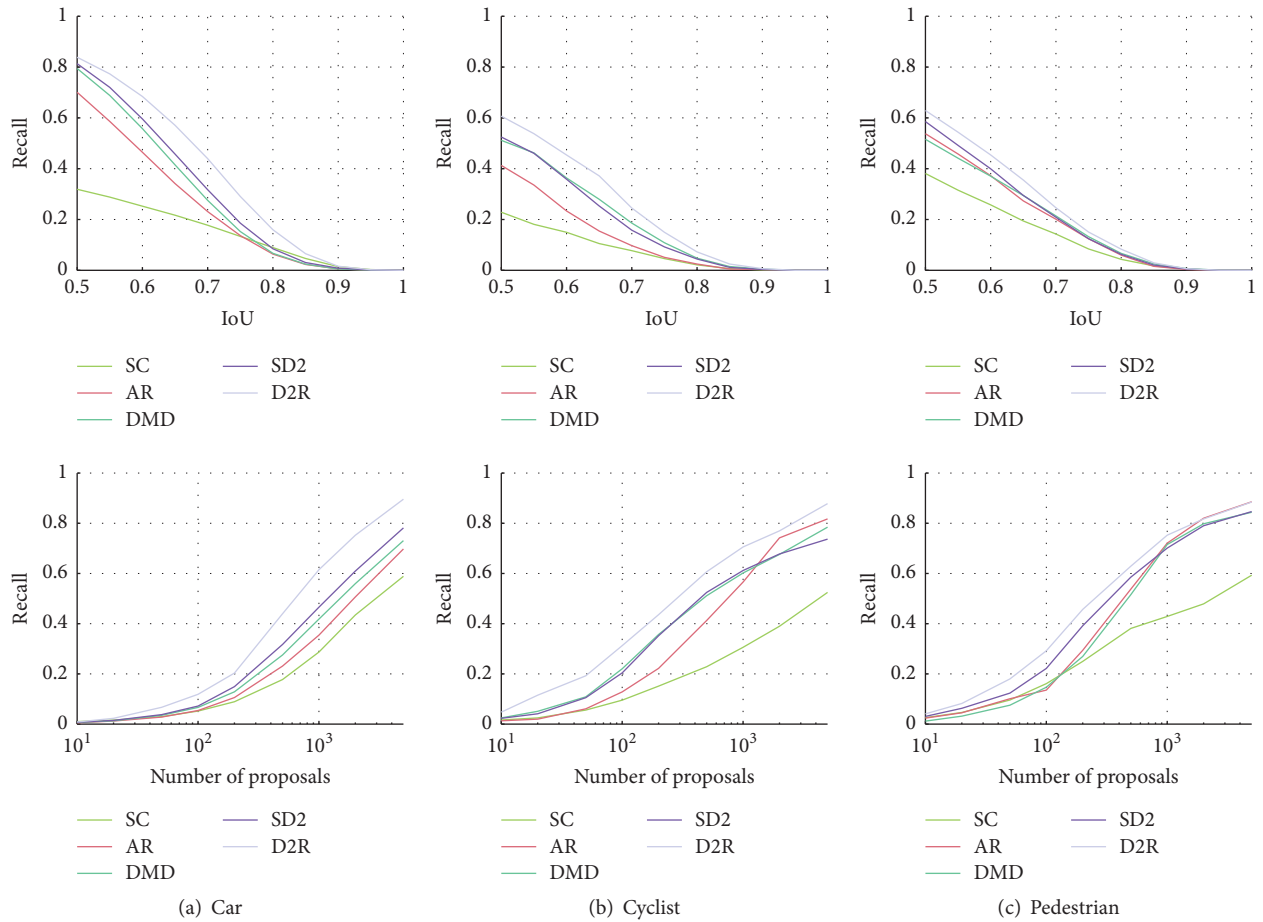 1
0.8
0.6
0.4
0.2
0
Recall
0.5 0.6 0.7 0.8 0.9 1
IoU
SC SD2
AR D2R
DMD
1
0.8
0.6
0.4
0.2
0
Recall
0.5 0.6 0.7 0.8 0.9 1
IoU
SC SD2
AR D2R
DMD
1
0.8
0.6
0.4
0.2
0
Recall
0.5 0.6 0.7 0.8 0.9 1
IoU
SC SD2
AR D2R
DMD
1
0.8
0.6
0.4
0.2
0
Recall
10¹ 10² 10³
Number of proposals
SC SD2
AR D2R
DMD
(a) Car
1
0.8
0.6
0.4
0.2
0
Recall
10¹ 10² 10³
Number of proposals
SC SD2
AR D2R
DMD
(b) Cyclist
1
0.8
0.6
0.4
0.2
0
Recall
10¹ 10² 10³
Number of proposals
SC SD2
AR D2R
DMD
(c) Pedestrian